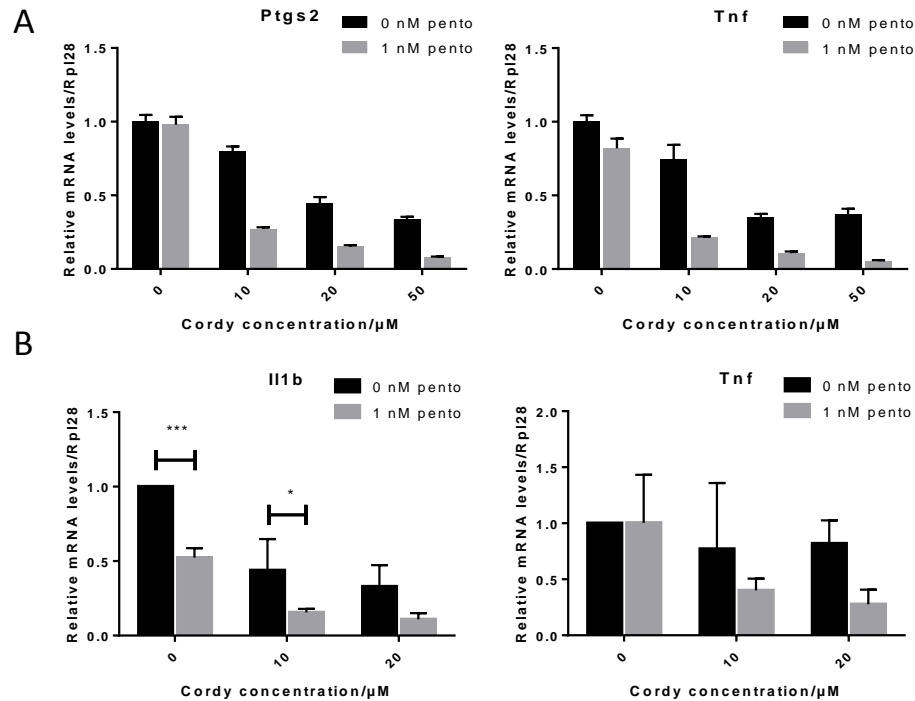 A
Ptgs2
0 nM pento
1 nM pento
Relative mRNA levels/Rpl28
1.5
1.0
0.5
0.0
0
10
20
50
Cordy concentration/µM
Tnf
0 nM pento
1 nM pento
Relative mRNA levels/Rpl28
1.5
1.0
0.5
0.0
0
10
20
50
Cordy concentration/µM
B
Il1b
0 nM pento
1 nM pento
Relative mRNA levels/Rpl28
1.5
1.0
0.5
0.0
***
*
0
10
20
Cordy concentration/µM
Tnf
0 nM pento
1 nM pento
Relative mRNA levels/Rpl28
2.0
1.5
1.0
0.5
0.0
0
10
20
Cordy concentration/µM